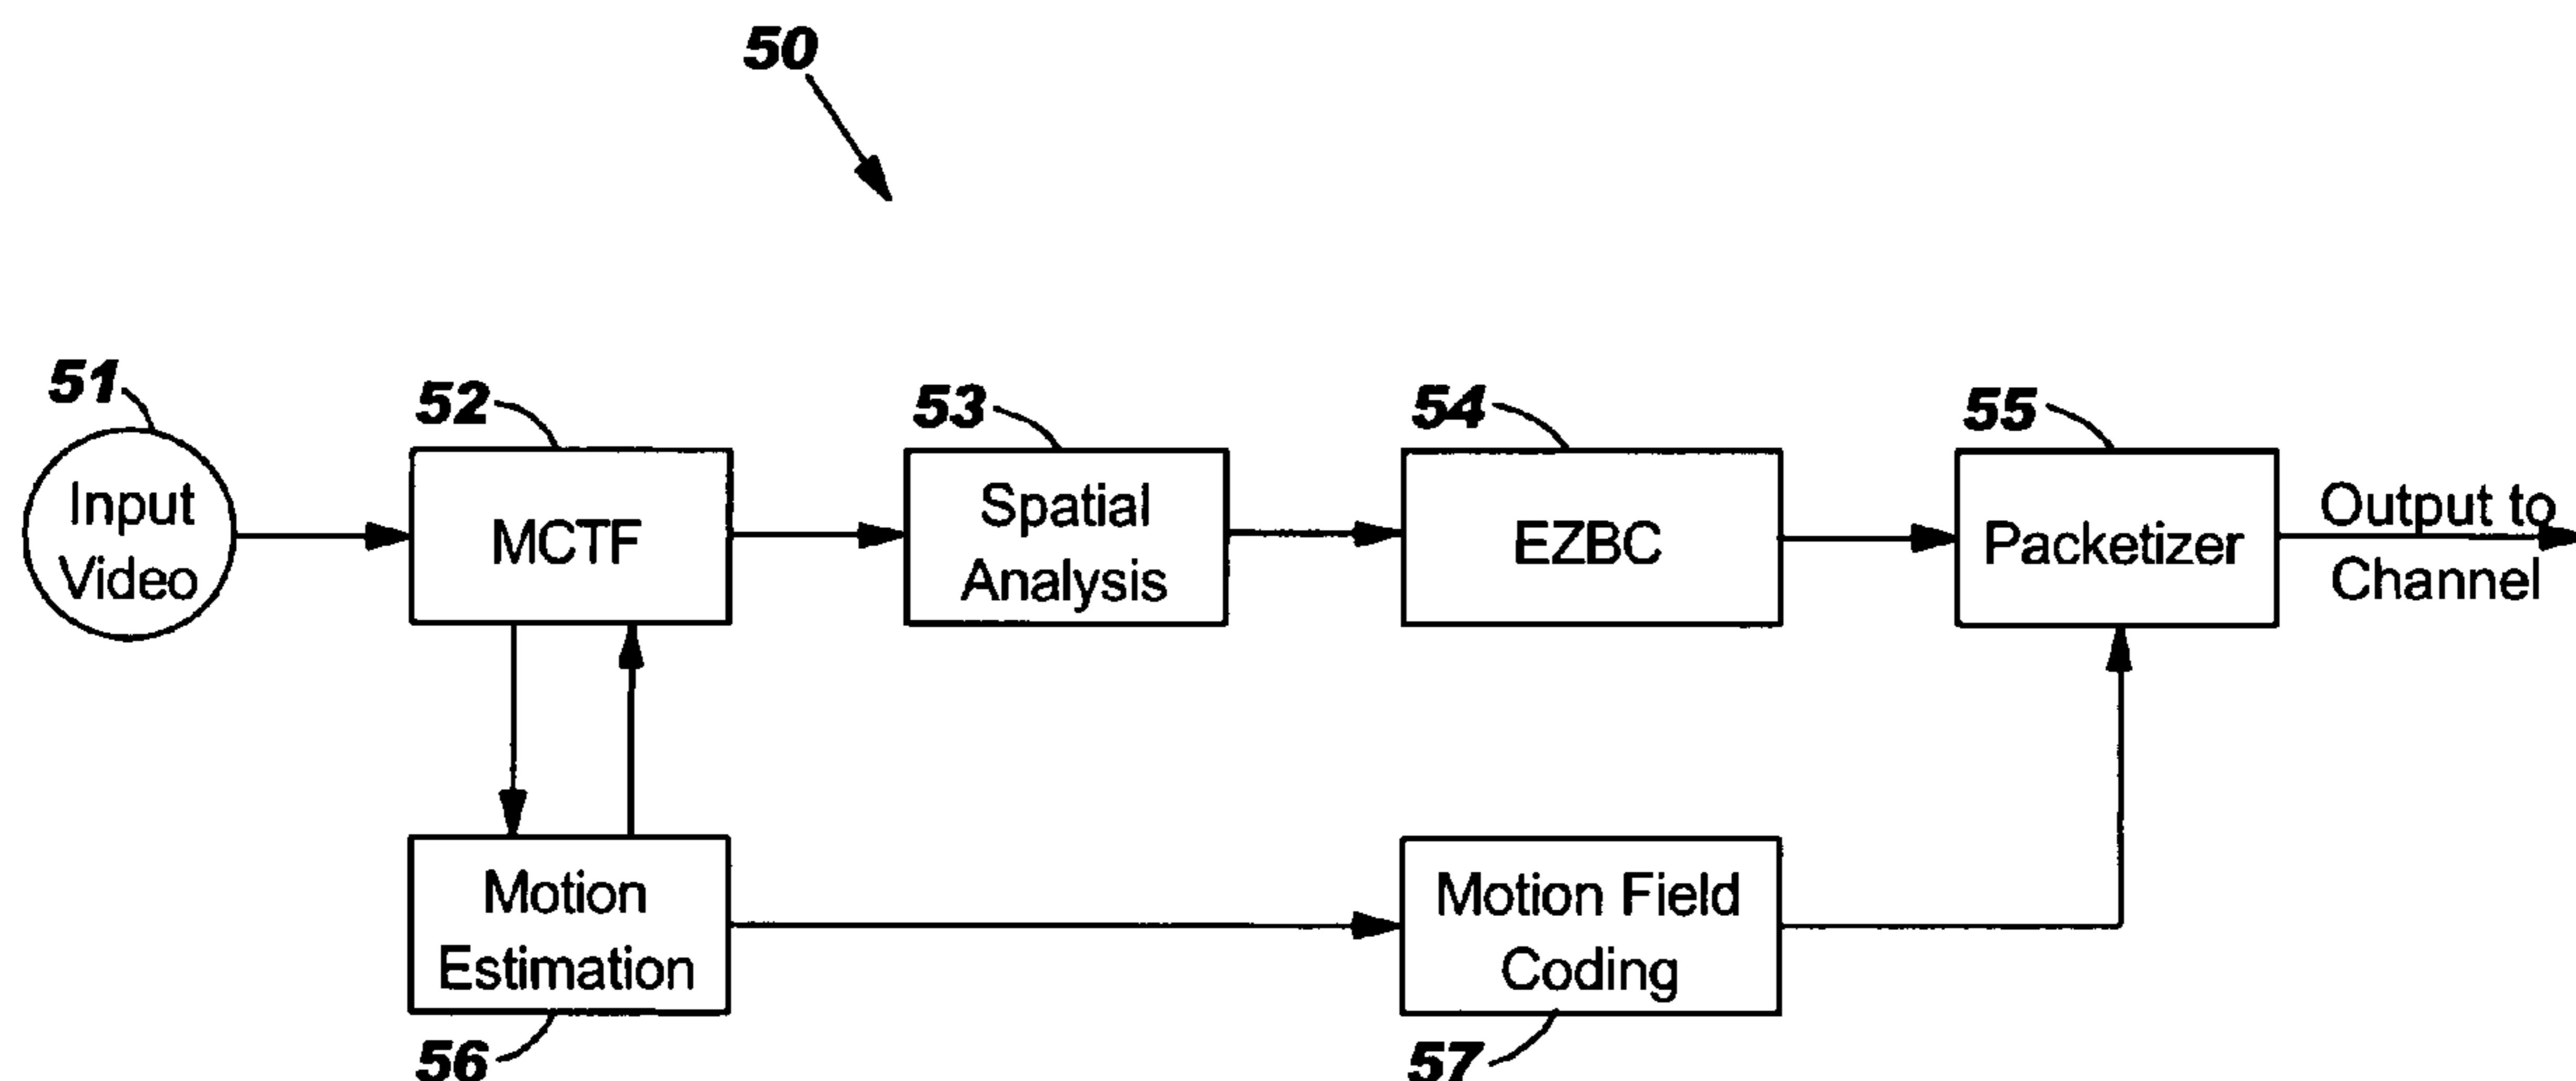 50
51
52
53
54
55
Input
Video
MCTF
Spatial
Analysis
EZBC
Packetizer
Output to
Channel
Motion
Estimation
Motion Field
Coding
56
57